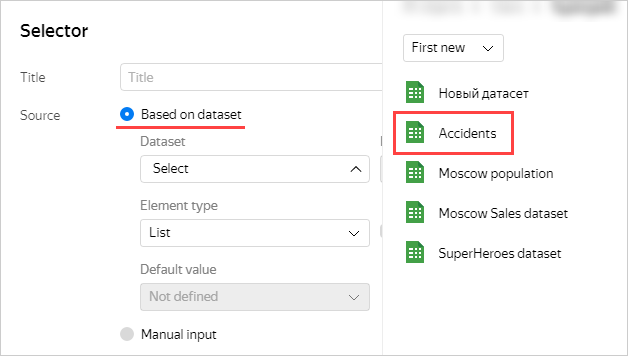 Selector
Title
Title
Source
Based on dataset
Dataset
Select
Element type
List
Default value
Not defined
Manual input
First new
Новый датасет
Accidents
Moscow population
Moscow Sales dataset
SuperHeroes dataset